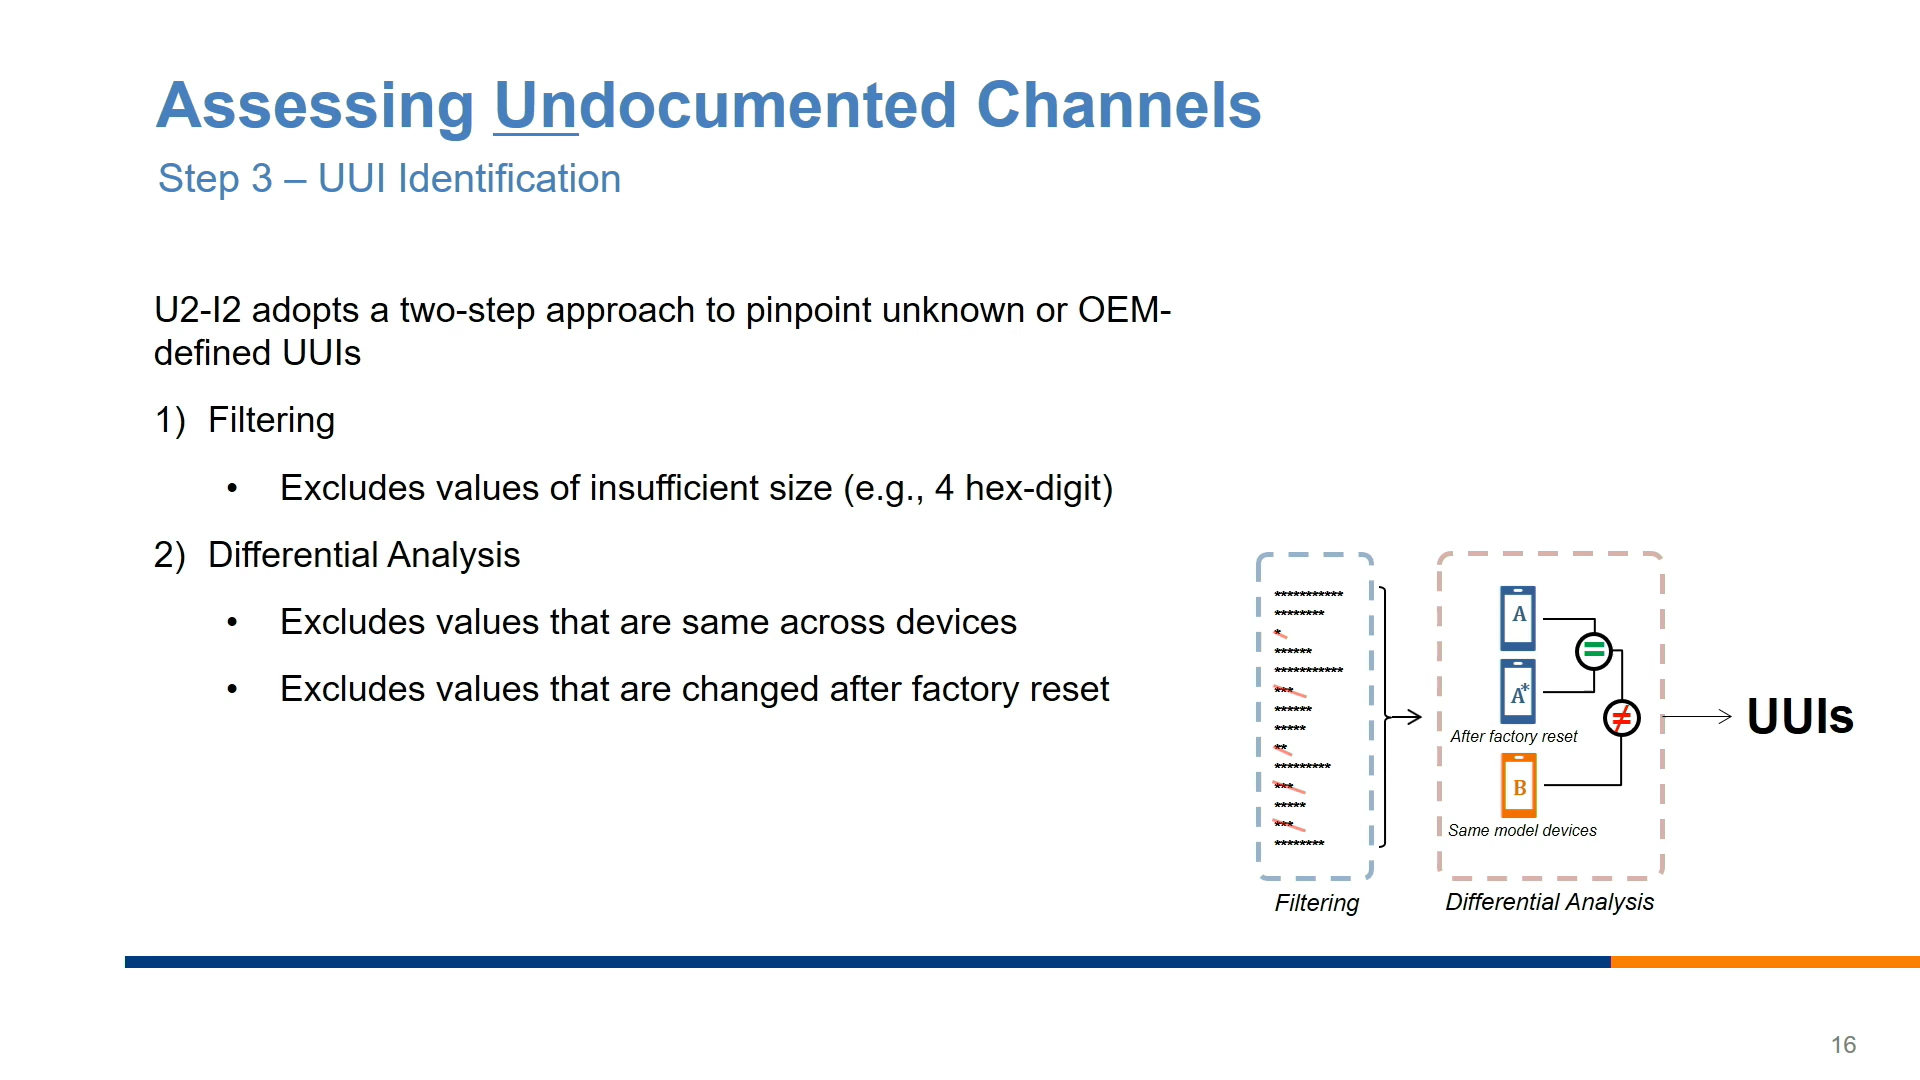 Assessing Undocumented Channels
Step 3 – UUI Identification
U2-I2 adopts a two-step approach to pinpoint unknown or OEM-
defined UUIs
1) Filtering
• Excludes values of insufficient size (e.g., 4 hex-digit)
2) Differential Analysis
• Excludes values that are same across devices
• Excludes values that are changed after factory reset
***********
********
*
******
***********
***
******
*****
**
*********
***
*****
***
********
Filtering
A
=
A*
≠
After factory reset
B
Same model devices
Differential Analysis
UUIs
16